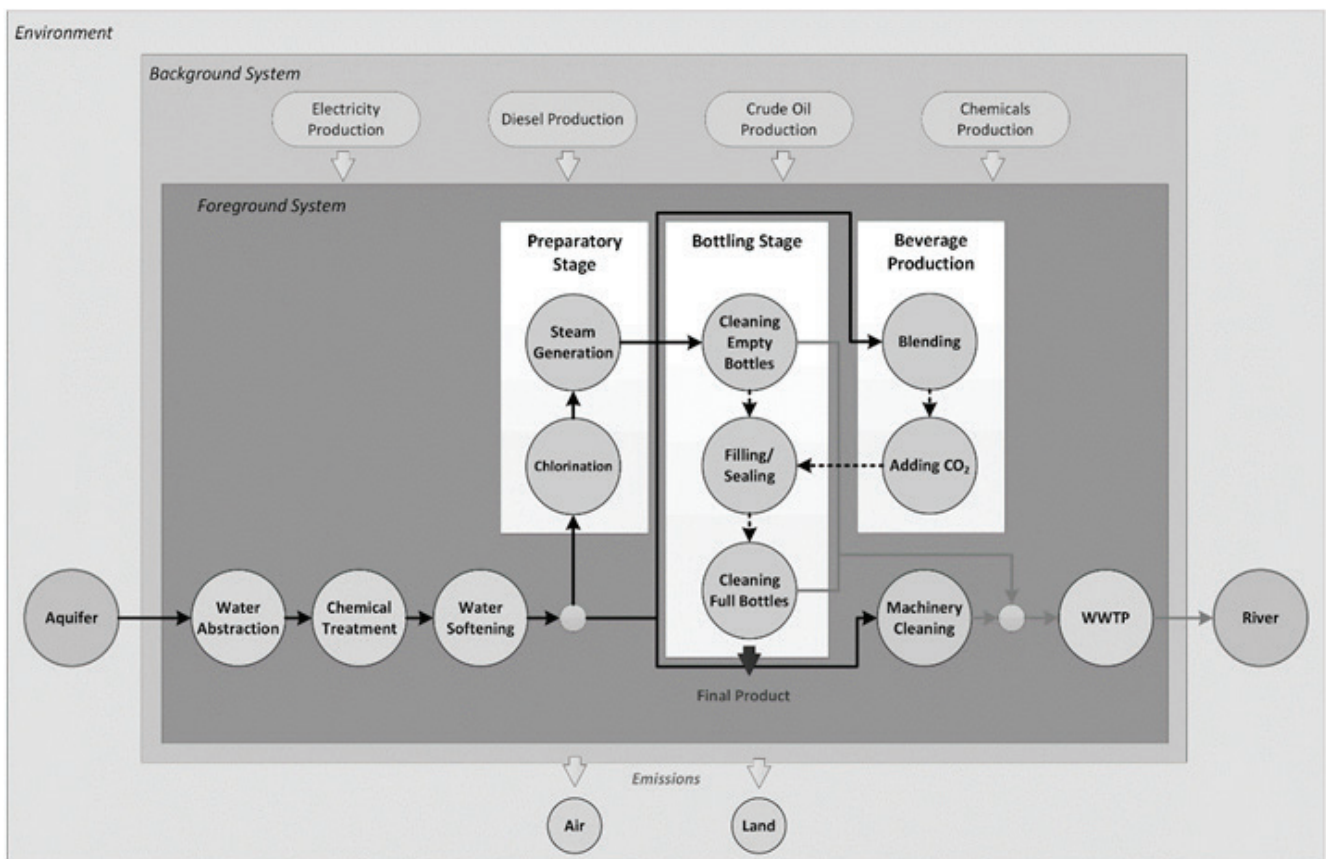 Environment
Background System
Electricity
Production
Diesel Production
Crude Oil
Production
Chemicals
Production
Foreground System
Preparatory
Stage
Bottling Stage
Beverage
Production
Steam
Generation
Cleaning
Empty
Bottles
Blending
Chlorination
Filling/
Sealing
Adding CO₂
Aquifer
Water
Abstraction
Chemical
Treatment
Water
Softening
Cleaning
Full Bottles
Machinery
Cleaning
WWTP
River
Final Product
Emissions
Air
Land